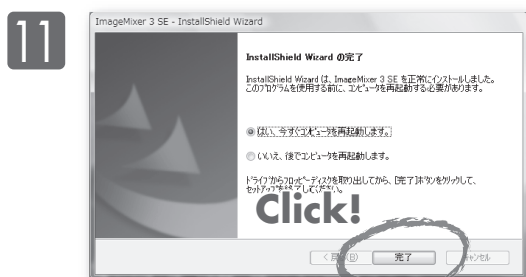 11
ImageMixer 3 SE - InstallShield Wizard
InstallShield Wizard の完了
InstallShield Wizard は、ImageMixer 3 SE を正常にインストールしました。
このプログラムを使用する前に、コンピュータを再起動する必要があります。
はい、今すぐコンピュータを再起動します。
いいえ、後でコンピュータを再起動します。
ドライブからフロッピーディスクを取り出してから、[完了]ボタンをクリックして、
セットアップを終了してください。
Click!
< 戻る(B)
完了
キャンセル